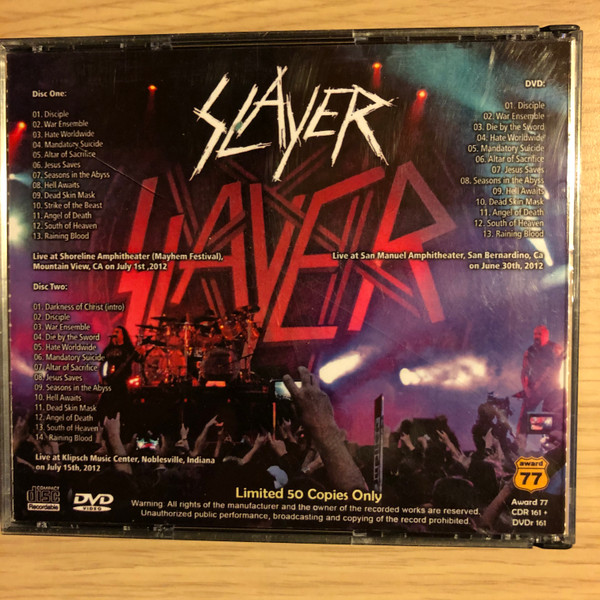 SLAYER
SLAYER
Disc One:
01. Disciple
02. War Ensemble
03. Hate Worldwide
04. Mandatory Suicide
05. Altar of Sacrifice
06. Jesus Saves
07. Seasons in the Abyss
08. Hell Awaits
09. Dead Skin Mask
10. Strike of the Beast
11. Angel of Death
12. South of Heaven
13. Raining Blood
Live at Shoreline Amphitheater (Mayhem Festival),
Mountain View, CA on July 1st ,2012
Disc Two:
01. Darkness of Christ (intro)
02. Disciple
03. War Ensemble
04. Die by the Sword
05. Hate Worldwide
06. Mandatory Suicide
07. Altar of Sacrifice
08. Jesus Saves
09. Seasons in the Abyss
10. Hell Awaits
11. Dead Skin Mask
12. Angel of Death
13. South of Heaven
14. Raining Blood
Live at Klipsch Music Center, Noblesville, Indiana
on July 15th, 2012
DVD:
01. Disciple
02. War Ensemble
03. Die by the Sword
04. Hate Worldwide
05. Mandatory Suicide
06. Altar of Sacrifice
07. Jesus Saves
08. Seasons in the Abyss
09. Hell Awaits
10. Dead Skin Mask
11. Angel of Death
12. South of Heaven
13. Raining Blood
Live at San Manuel Amphitheater, San Bernardino, Ca
on June 30th, 2012
COMPACT
disc
Recordable
DVD
VIDEO
Limited 50 Copies Only
Warning: All rights of the manufacturer and the owner of the recorded works are reserved.
Unauthorized public performance, broadcasting and copying of the record prohibited.
award
77
Award 77
CDR 161 +
DVDr 161